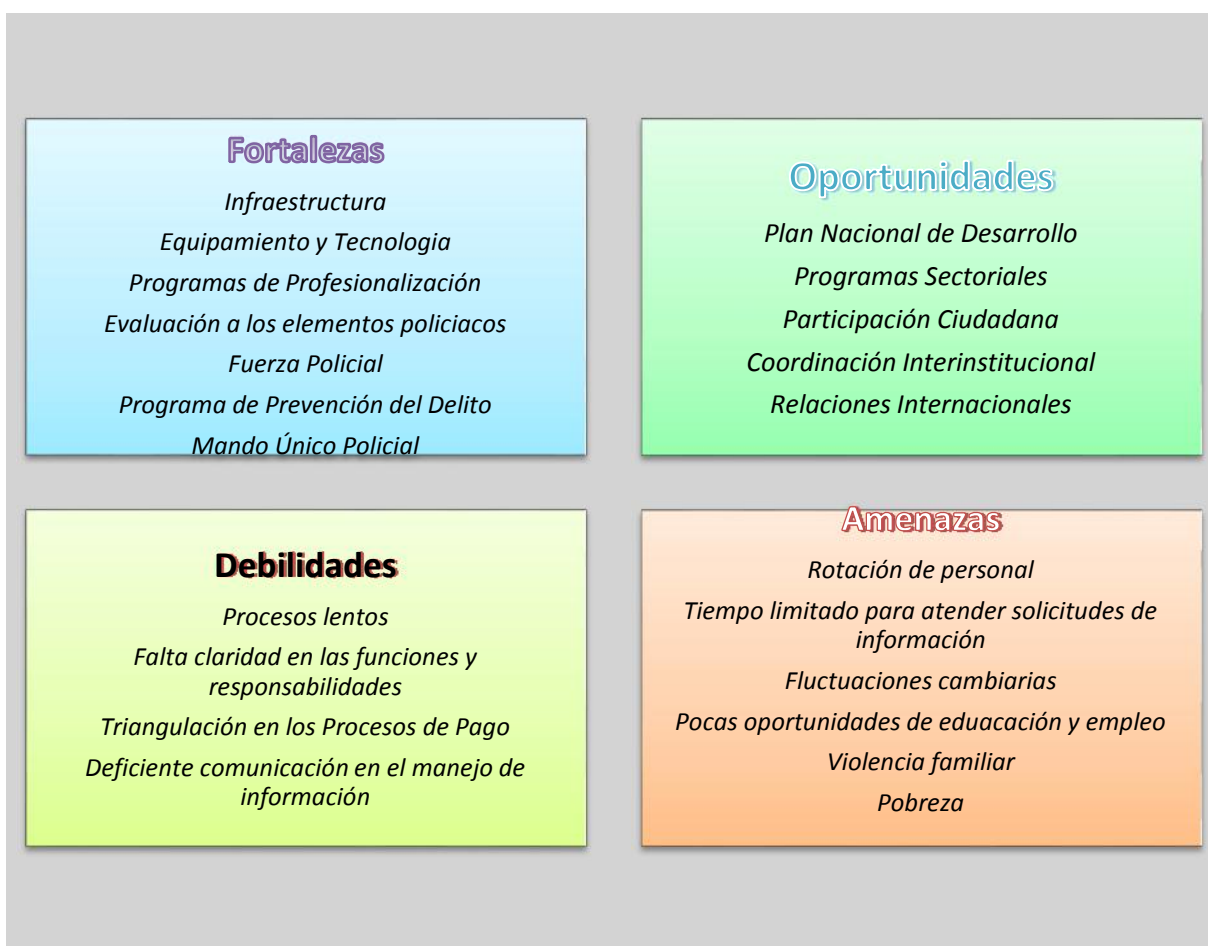 Fortalezas
Infraestructura
Equipamiento y Tecnologia
Programas de Profesionalización
Evaluación a los elementos policiacos
Fuerza Policial
Programa de Prevención del Delito
Mando Único Policial
Oportunidades
Plan Nacional de Desarrollo
Programas Sectoriales
Participación Ciudadana
Coordinación Interinstitucional
Relaciones Internacionales
Debilidades
Procesos lentos
Falta claridad en las funciones y
responsabilidades
Triangulación en los Procesos de Pago
Deficiente comunicación en el manejo de
información
Amenazas
Rotación de personal
Tiempo limitado para atender solicitudes de
información
Fluctuaciones cambiarias
Pocas oportunidades de eduacación y empleo
Violencia familiar
Pobreza